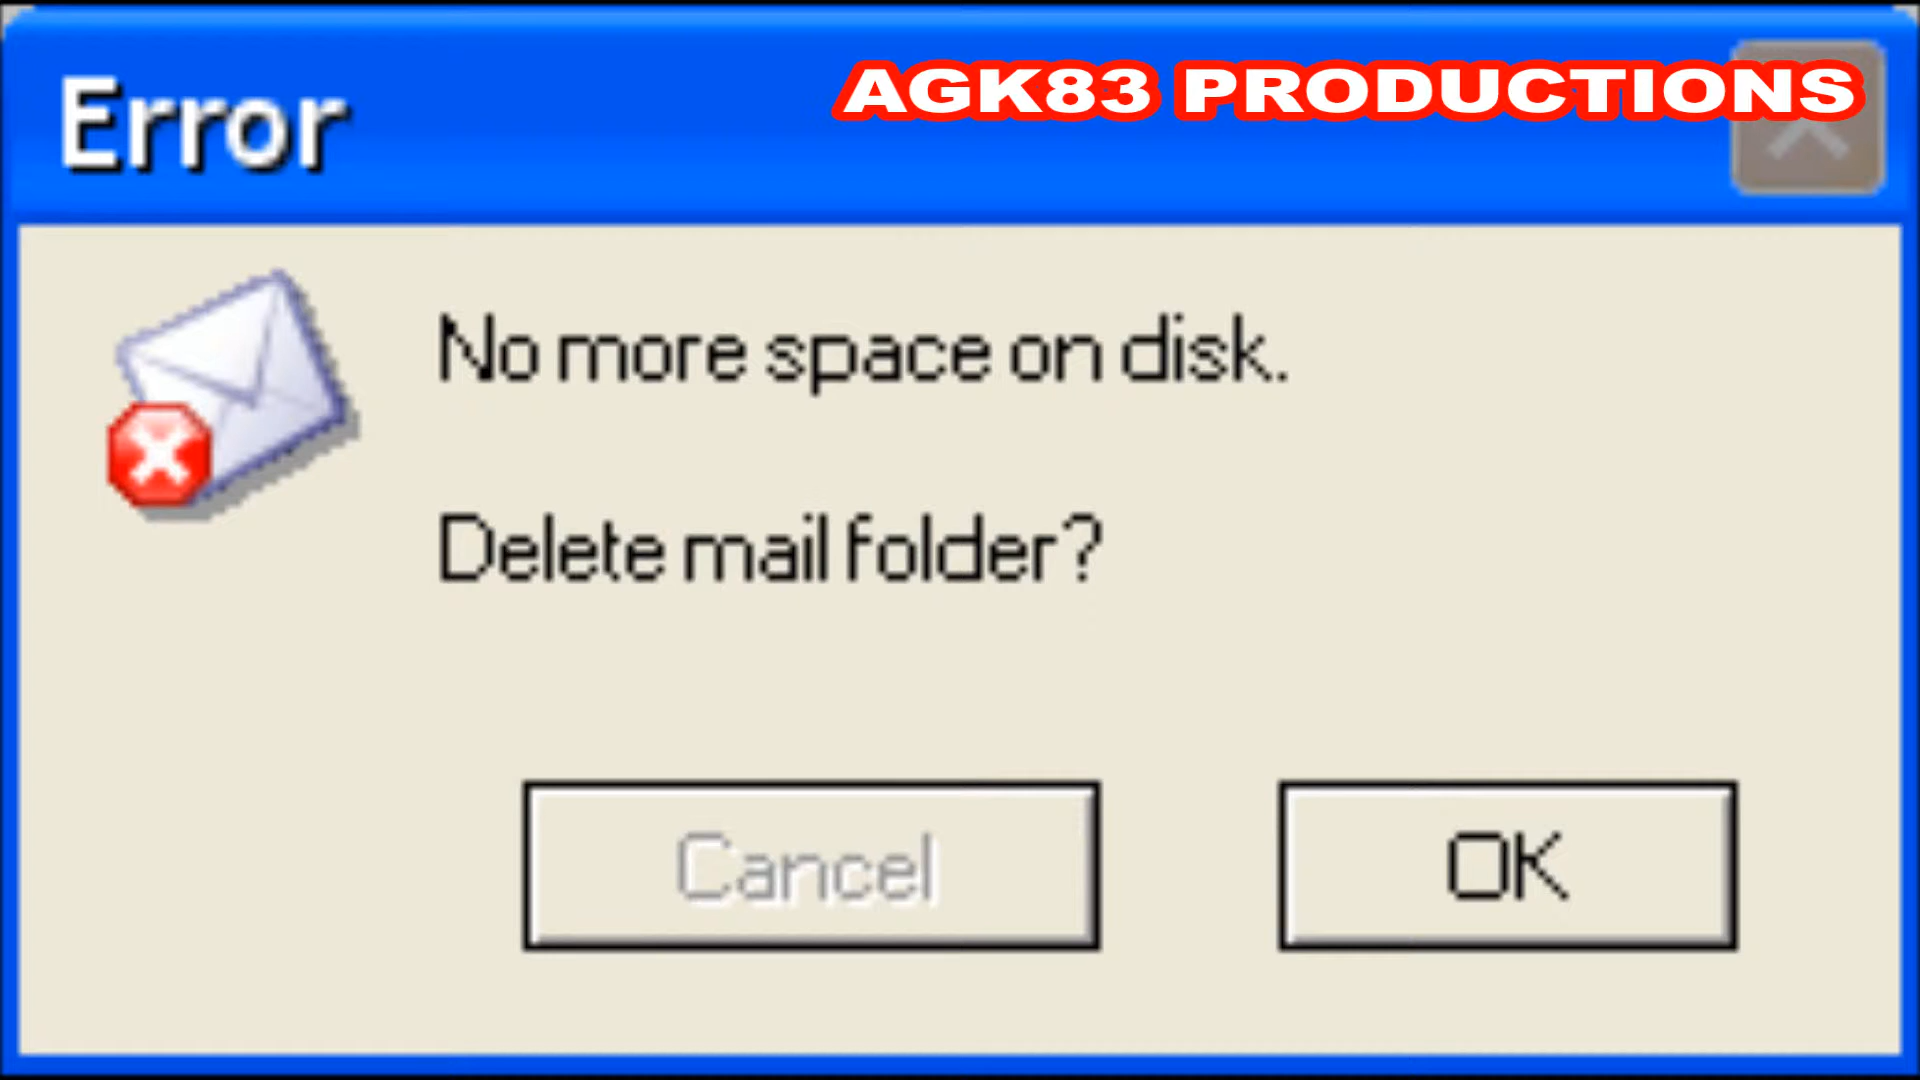 AGK83 PRODUCTIONS
Error
No more space on disk.
Delete mail folder?
Cancel
OK